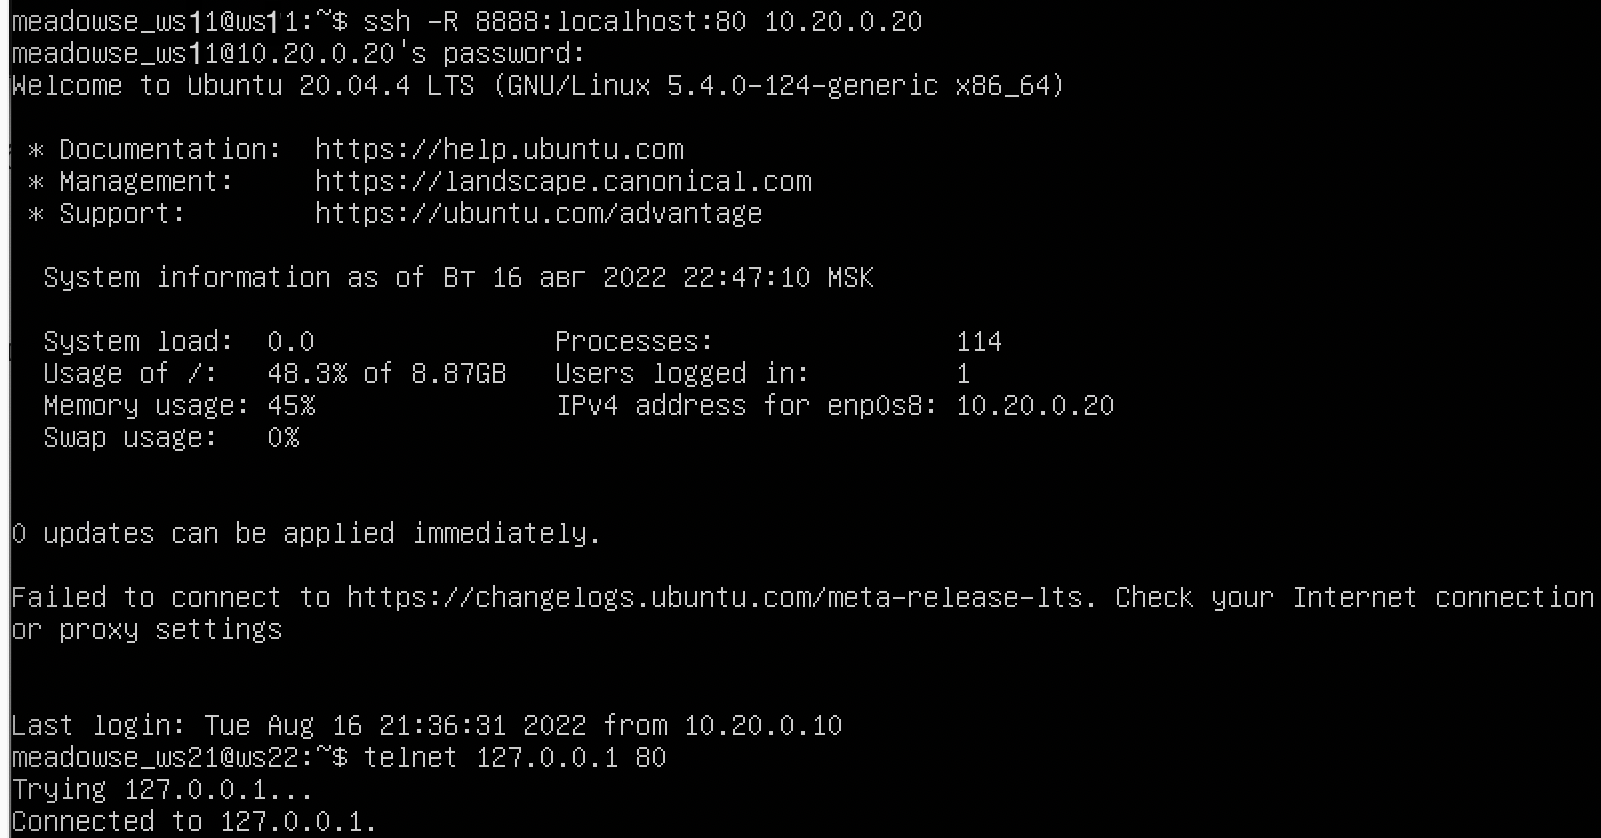 meadowse_ws11@ws11:~$ ssh -R 8888:localhost:80 10.20.0.20
meadowse_ws11@10.20.0.20's password:
Welcome to Ubuntu 20.04.4 LTS (GNU/Linux 5.4.0-124-generic x86_64)
* Documentation:  https://help.ubuntu.com
* Management:     https://landscape.canonical.com
* Support:        https://ubuntu.com/advantage
System information as of Вт 16 авг 2022 22:47:10 MSK
System load:  0.0               Processes:               114
Usage of /:   48.3% of 8.87GB   Users logged in:         1
Memory usage: 45%               IPv4 address for enp0s8: 10.20.0.20
Swap usage:   0%
0 updates can be applied immediately.
Failed to connect to https://changelogs.ubuntu.com/meta-release-lts. Check your Internet connection
or proxy settings
Last login: Tue Aug 16 21:36:31 2022 from 10.20.0.10
meadowse_ws21@ws22:~$ telnet 127.0.0.1 80
Trying 127.0.0.1...
Connected to 127.0.0.1.